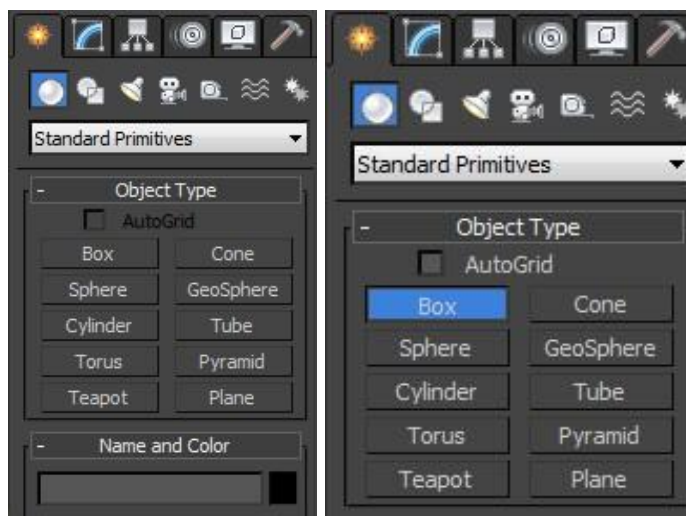 Standard Primitives
- Object Type
AutoGrid
Box Cone
Sphere GeoSphere
Cylinder Tube
Torus Pyramid
Teapot Plane
- Name and Color
Standard Primitives
- Object Type
AutoGrid
Box Cone
Sphere GeoSphere
Cylinder Tube
Torus Pyramid
Teapot Plane